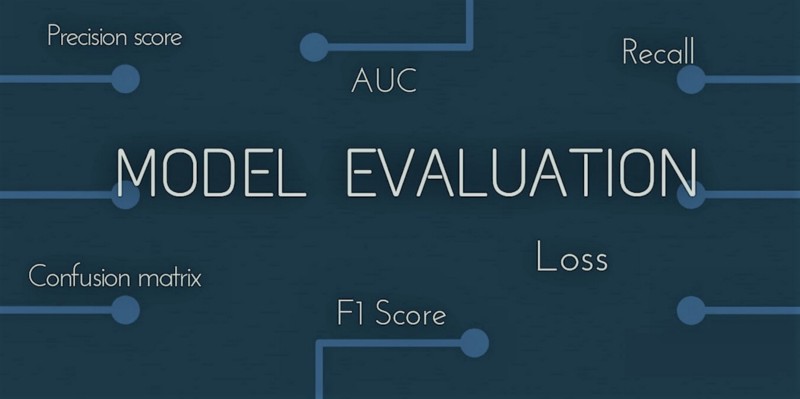 Precision score
Recall
AUC
MODEL EVALUATION
Loss
Confusion matrix
F1 Score